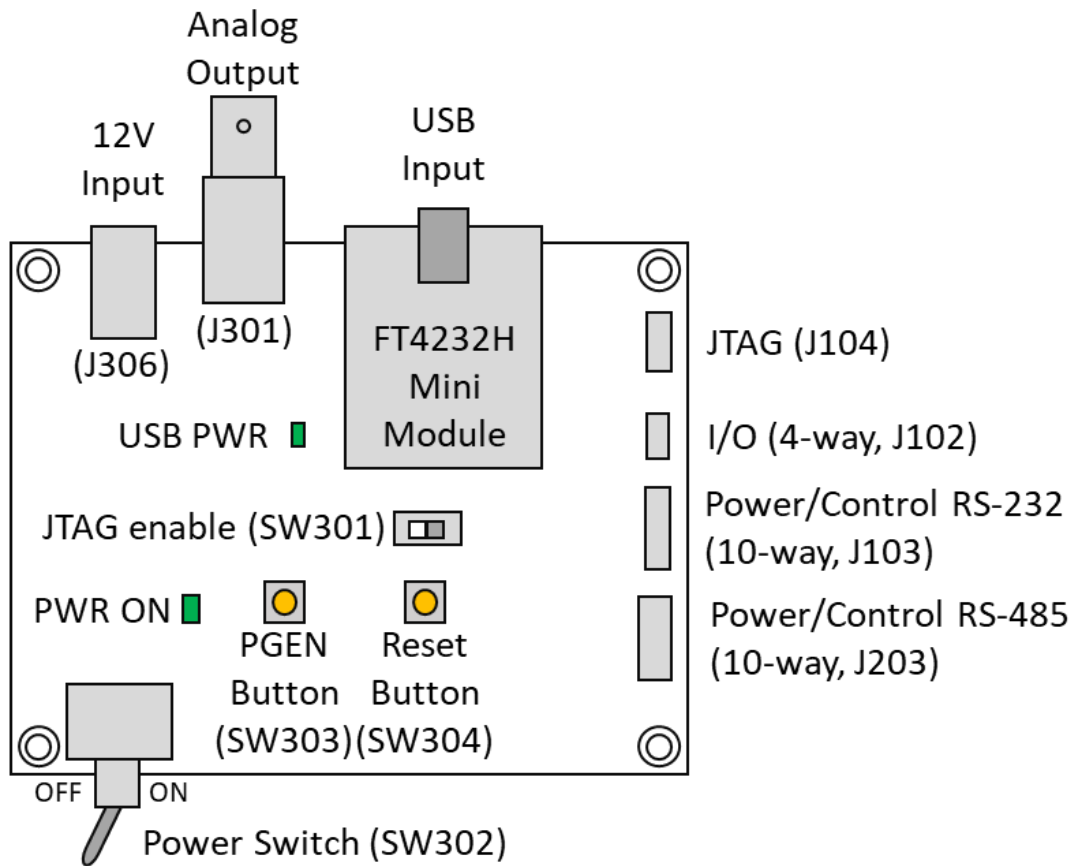 Analog
Output
12V
Input
USB
Input
(J306)
(J301)
FT4232H
Mini
Module
JTAG (J104)
USB PWR
I/O (4-way, J102)
JTAG enable (SW301)
Power/Control RS-232
(10-way, J103)
PWR ON
PGEN
Button
(SW303)
Reset
Button
(SW304)
Power/Control RS-485
(10-way, J203)
OFF
ON
Power Switch (SW302)